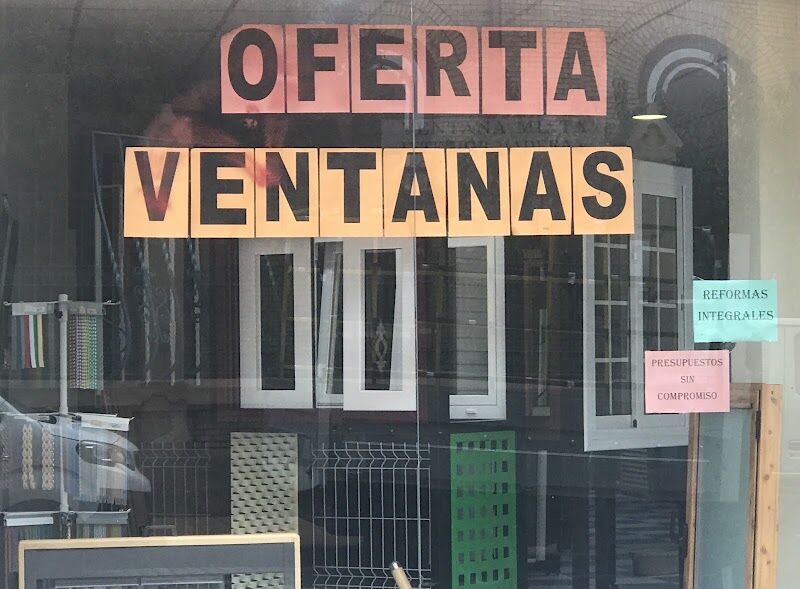 OFERTA
VENTANAS
REFORMAS
INTEGRALES
PRESUPUESTOS
SIN
COMPROMISO